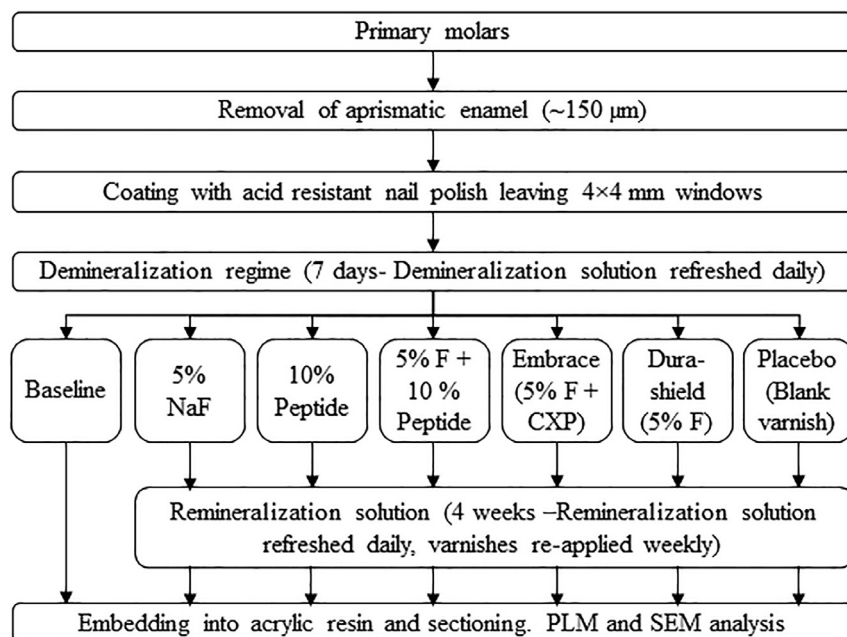 Primary molars
Removal of aprismatic enamel (~150 µm)
Coating with acid resistant nail polish leaving 4×4 mm windows
Demineralization regime (7 days- Demineralization solution refreshed daily)
Baseline
5%
NaF
10%
Peptide
5% F +
10 %
Peptide
Embrace
(5% F +
CXP)
Dura-
shield
(5% F)
Placebo
(Blank
varnish)
Remineralization solution (4 weeks –Remineralization solution
refreshed daily, varnishes re-applied weekly)
Embedding into acrylic resin and sectioning. PLM and SEM analysis